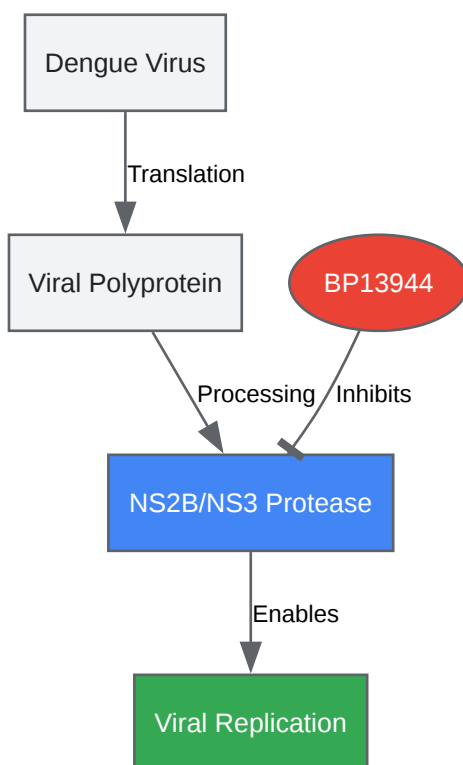 Dengue Virus
Translation
Viral Polyprotein
BP13944
Processing
Inhibits
NS2B/NS3 Protease
Enables
Viral Replication